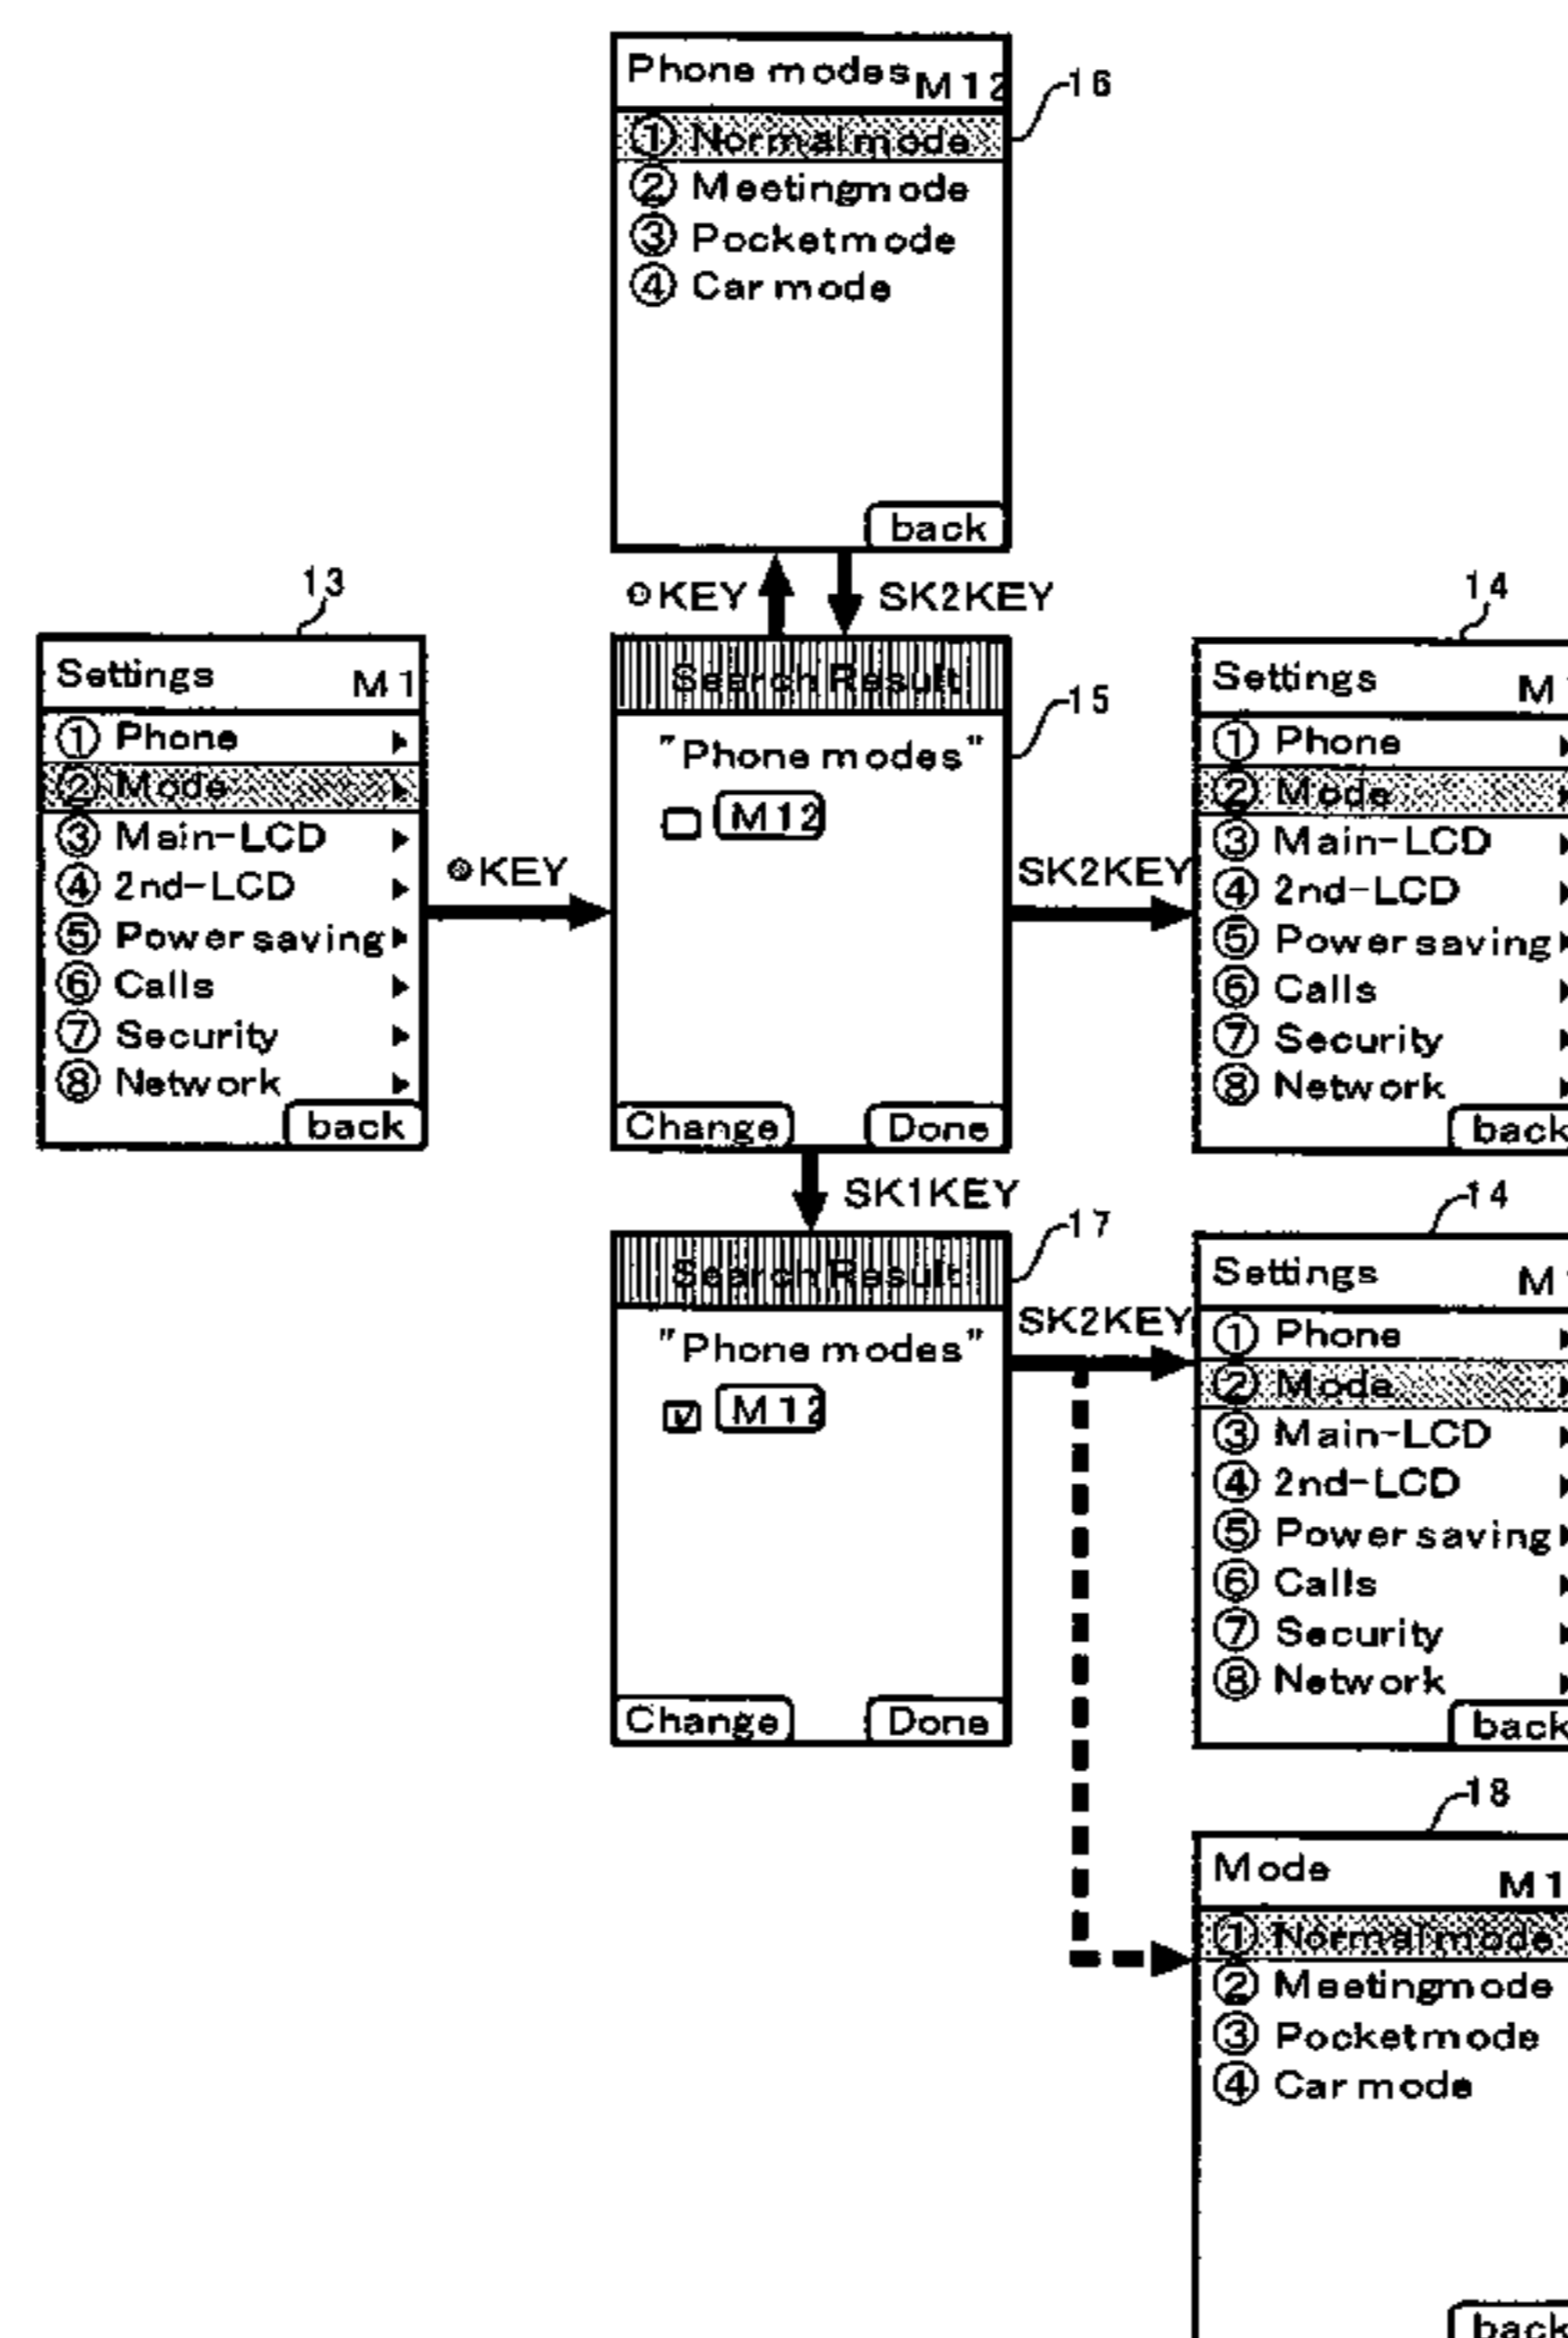 Phone modes M12
16
① Normal mode
② Meeting mode
③ Pocket mode
④ Car mode
back
⊙KEY
SK2KEY
13
Settings M1
① Phone
② Mode
③ Main-LCD
④ 2nd-LCD
⑤ Power saving
⑥ Calls
⑦ Security
⑧ Network
back
⊙KEY
Search Result
15
"Phone modes"
M12
Change Done
SK2KEY
14
Settings M
① Phone
② Mode
③ Main-LCD
④ 2nd-LCD
⑤ Power saving
⑥ Calls
⑦ Security
⑧ Network
back
SK1KEY
17
Search Result
"Phone modes"
M12
Change Done
SK2KEY
14
Settings M
① Phone
② Mode
③ Main-LCD
④ 2nd-LCD
⑤ Power saving
⑥ Calls
⑦ Security
⑧ Network
back
18
Mode M1
① Normal mode
② Meeting mode
③ Pocket mode
④ Car mode
back